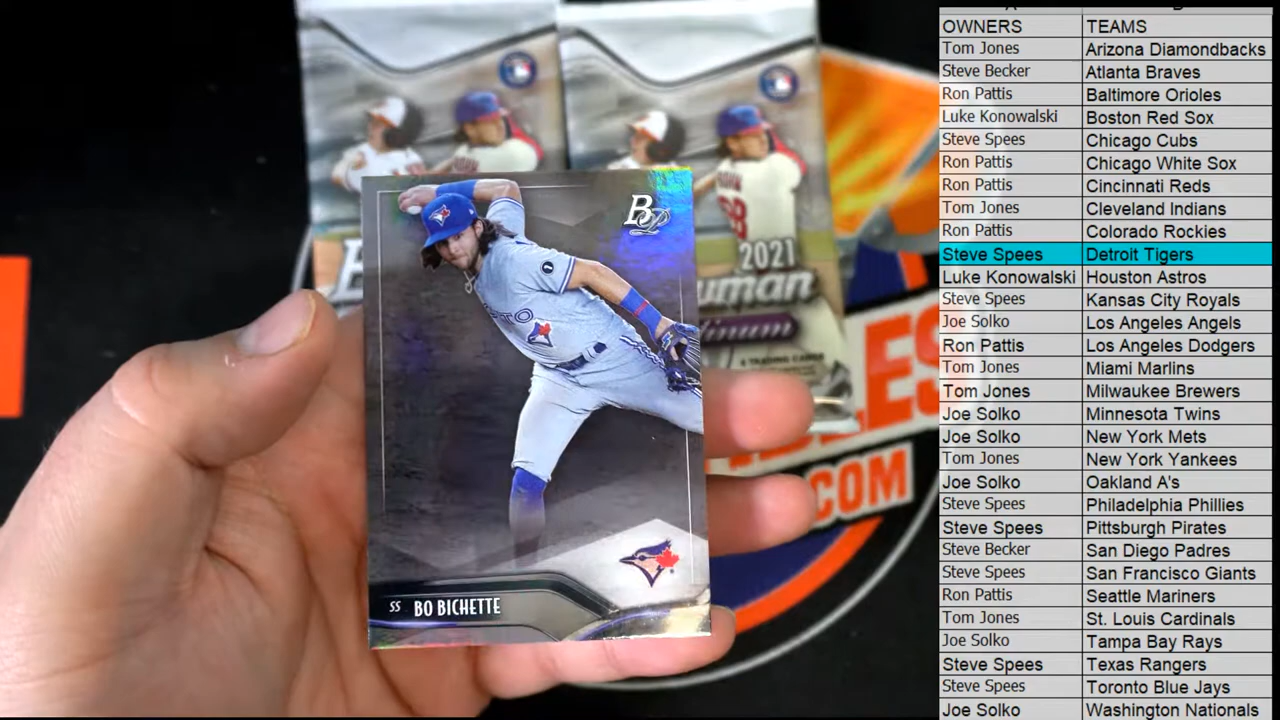 OWNERS TEAMS
Tom Jones Arizona Diamondbacks
Steve Becker Atlanta Braves
Ron Pattis Baltimore Orioles
Luke Konowalski Boston Red Sox
Steve Spees Chicago Cubs
Ron Pattis Chicago White Sox
Ron Pattis Cincinnati Reds
Tom Jones Cleveland Indians
Ron Pattis Colorado Rockies
Steve Spees Detroit Tigers
Luke Konowalski Houston Astros
Steve Spees Kansas City Royals
Joe Solko Los Angeles Angels
Ron Pattis Los Angeles Dodgers
Tom Jones Miami Marlins
Tom Jones Milwaukee Brewers
Joe Solko Minnesota Twins
Joe Solko New York Mets
Tom Jones New York Yankees
Joe Solko Oakland A's
Steve Spees Philadelphia Phillies
Steve Spees Pittsburgh Pirates
Steve Becker San Diego Padres
Steve Spees San Francisco Giants
Ron Pattis Seattle Mariners
Tom Jones St. Louis Cardinals
Joe Solko Tampa Bay Rays
Steve Spees Texas Rangers
Steve Spees Toronto Blue Jays
Joe Solko Washington Nationals
2021
.COM
SS BO BICHETTE